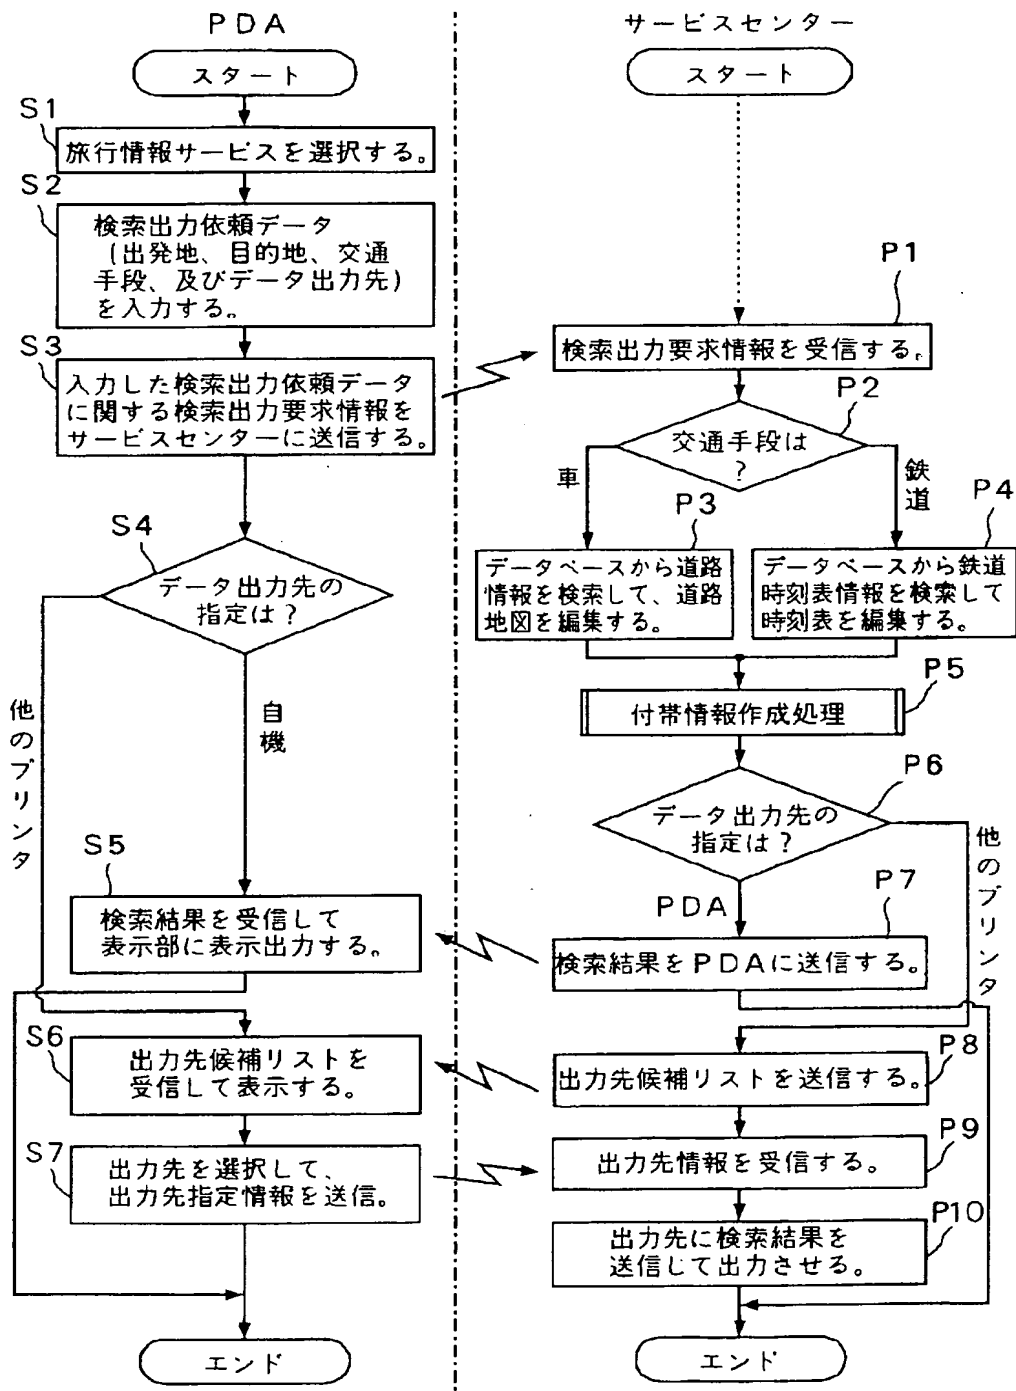 PDA
スタート
S1
旅行情報サービスを選択する。
S2
検索出力依頼データ
(出発地、目的地、交通
手段、及びデータ出力先)
を入力する。
S3
入力した検索出力依頼データ
に関する検索出力要求情報を
サービスセンターに送信する。
S4
データ出力先の
指定は?
自機
他のプリンタ
S5
検索結果を受信して
表示部に表示出力する。
S6
出力先候補リストを
受信して表示する。
S7
出力先を選択して、
出力先指定情報を送信。
エンド
サービスセンター
スタート
P1
検索出力要求情報を受信する。
P2
交通手段は
?
車
鉄道
P3
データベースから道路
情報を検索して、道路
地図を編集する。
P4
データベースから鉄道
時刻表情報を検索して
時刻表を編集する。
P5
付帯情報作成処理
P6
データ出力先の
指定は?
PDA
他のプリンタ
P7
検索結果をPDAに送信する。
P8
出力先候補リストを送信する。
P9
出力先情報を受信する。
P10
出力先に検索結果を
送信して出力させる。
エンド